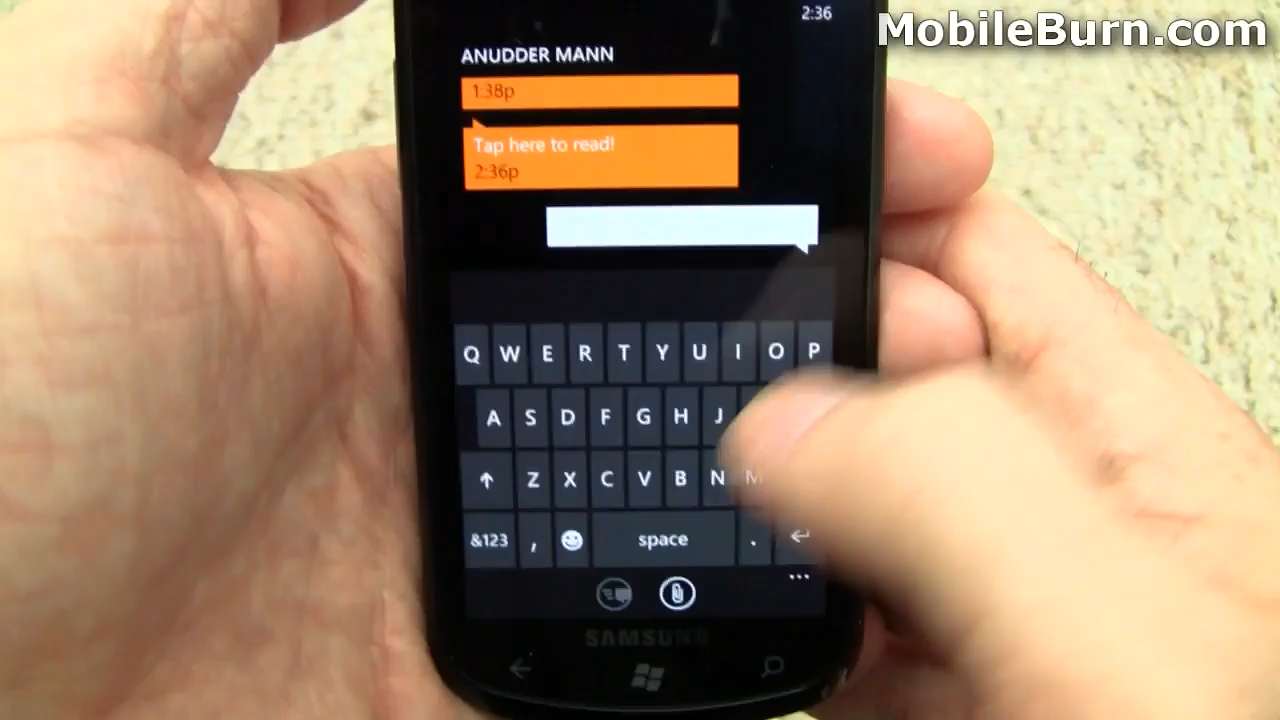 2:36
MobileBurn.com
ANUDDER MANN
1:38p
Tap here to read!
2:36p
Q W E R T Y U I O P
A S D F G H J
Z X C V B N M
&123 , space .
SAMSUNG